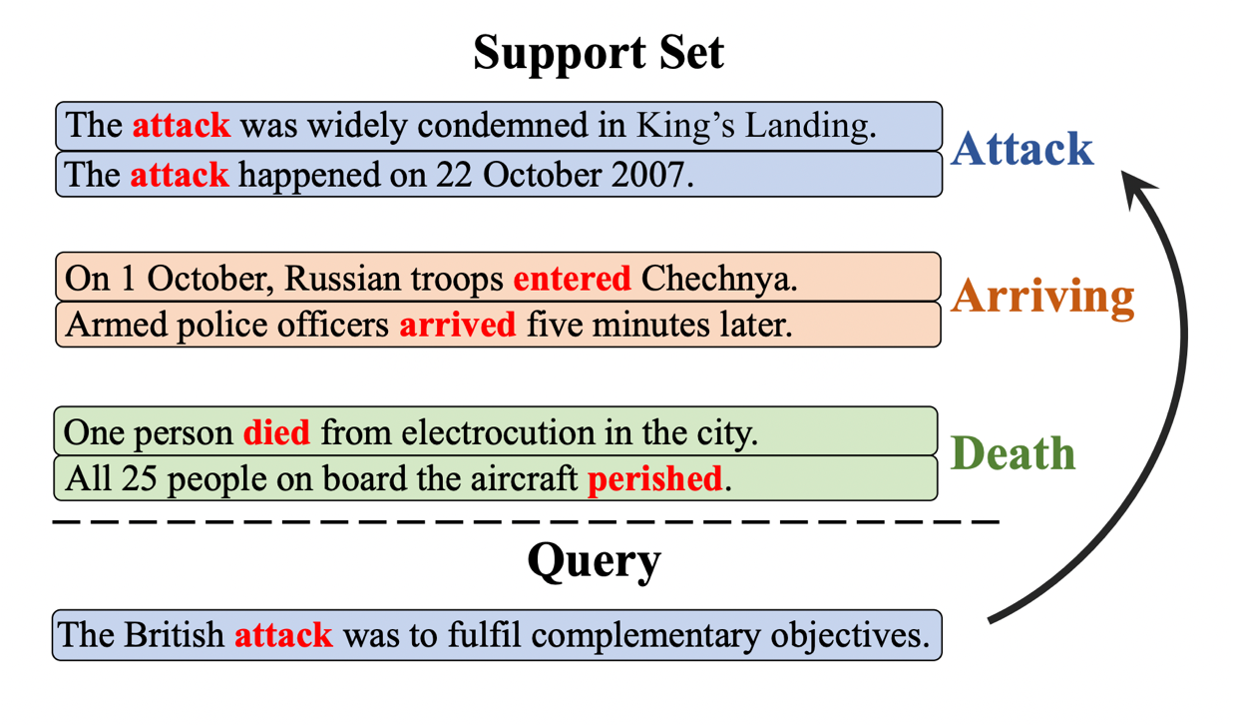 Support Set
The attack was widely condemned in King’s Landing.
The attack happened on 22 October 2007.
Attack
On 1 October, Russian troops entered Chechnya.
Armed police officers arrived five minutes later.
Arriving
One person died from electrocution in the city.
All 25 people on board the aircraft perished.
Death
Query
The British attack was to fulfil complementary objectives.